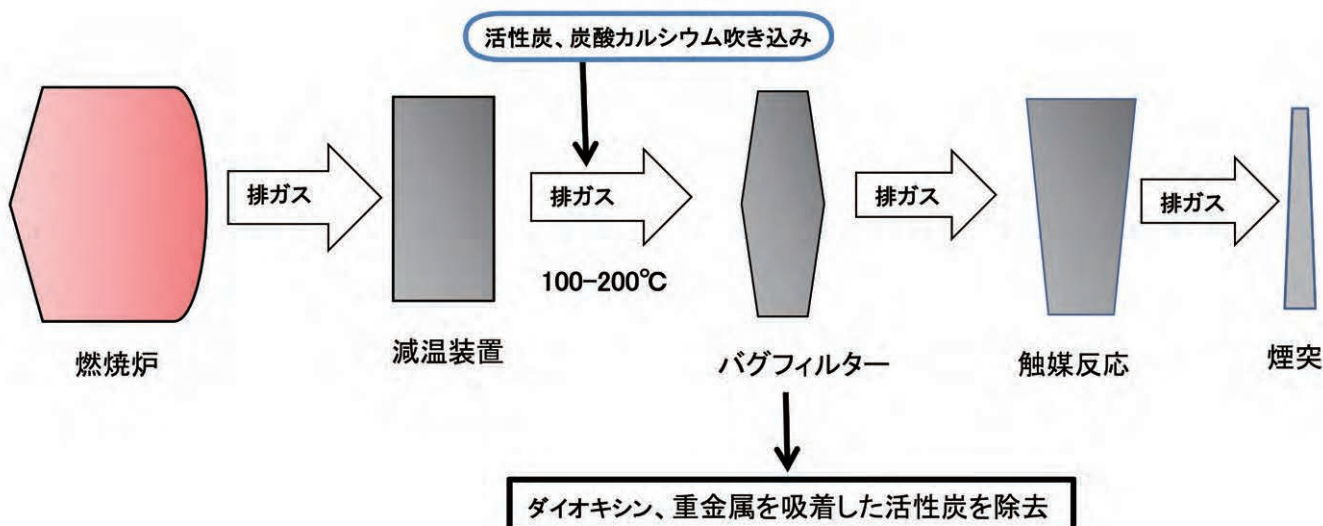 活性炭、炭酸カルシウム吹き込み
排ガス
排ガス
排ガス
排ガス
100-200℃
燃焼炉
減温装置
バグフィルター
触媒反応
煙突
ダイオキシン、重金属を吸着した活性炭を除去